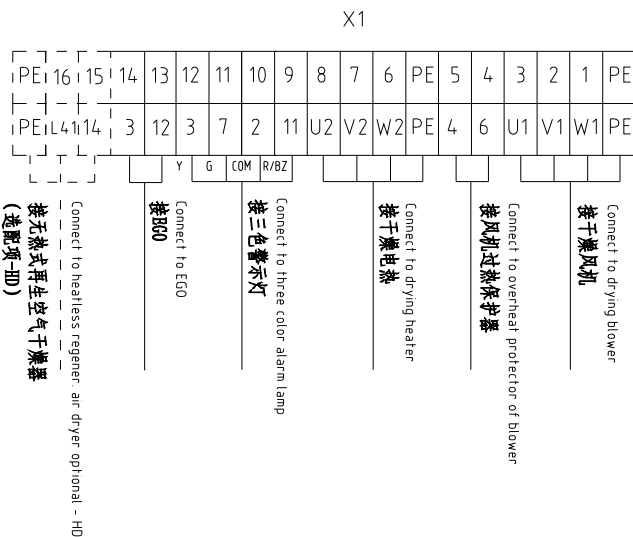 X1
PE 16 15 14 13 12 11 10 9 8 7 6 PE 5 4 3 2 1 PE
PE L41 14 3 12 3 7 2 11 U2 V2 W2 PE 4 6 U1 V1 W1 PE
Y G COM R/BZ
Connect to drying blower
接干燥风机
Connect to overheat protector of blower
接风机过热保护器
Connect to drying heater
接干燥电热
Connect to three color alarm lamp
接三色警示灯
Connect to EGO
接EGO
Connect to heatless regener. air dryer optional - HD
接无热式再生空气干燥器
(选配项-HD)